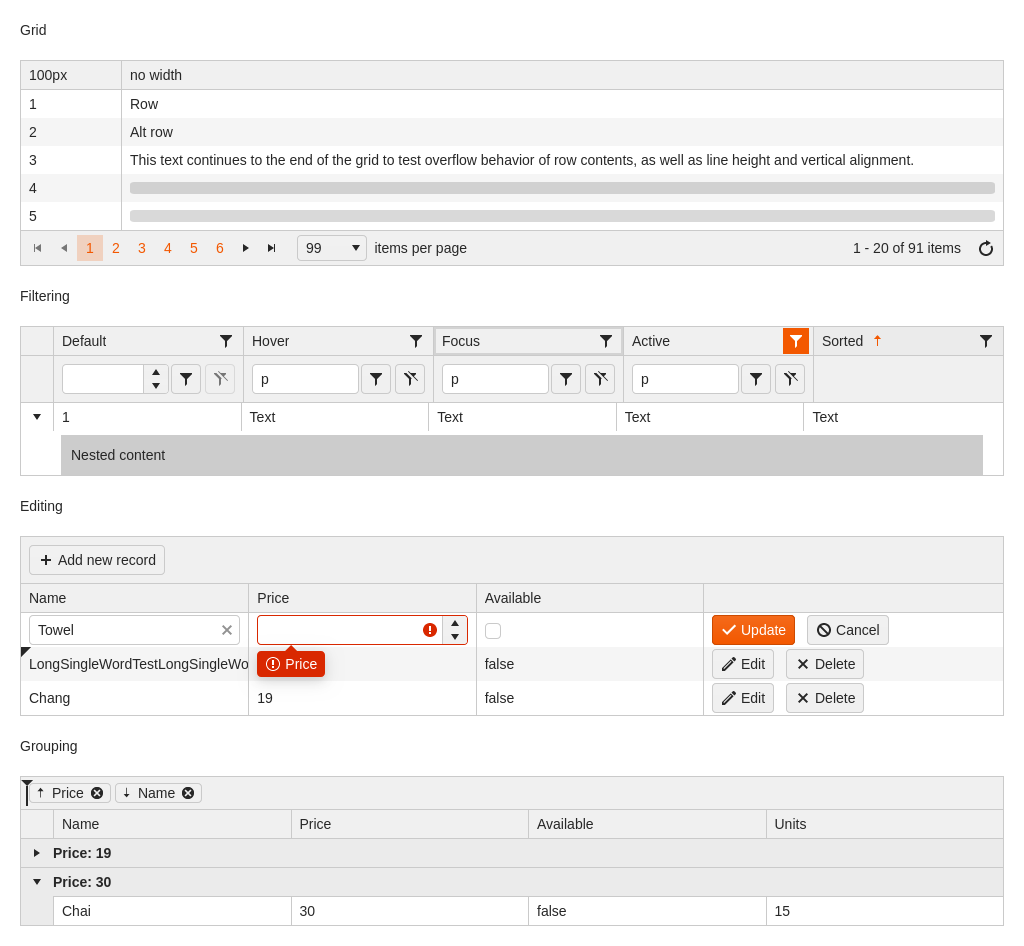 Grid
100px no width
1 Row
2 Alt row
3 This text continues to the end of the grid to test overflow behavior of row contents, as well as line height and vertical alignment.
4
5
1 2 3 4 5 6 99 items per page 1 - 20 of 91 items
Filtering
Default Hover Focus Active Sorted
p p p
1 Text Text Text Text
Nested content
Editing
Add new record
Name Price Available
Towel Update Cancel
LongSingleWordTestLongSingleWo Price false Edit Delete
Chang 19 false Edit Delete
Grouping
Price Name
Name Price Available Units
Price: 19
Price: 30
Chai 30 false 15